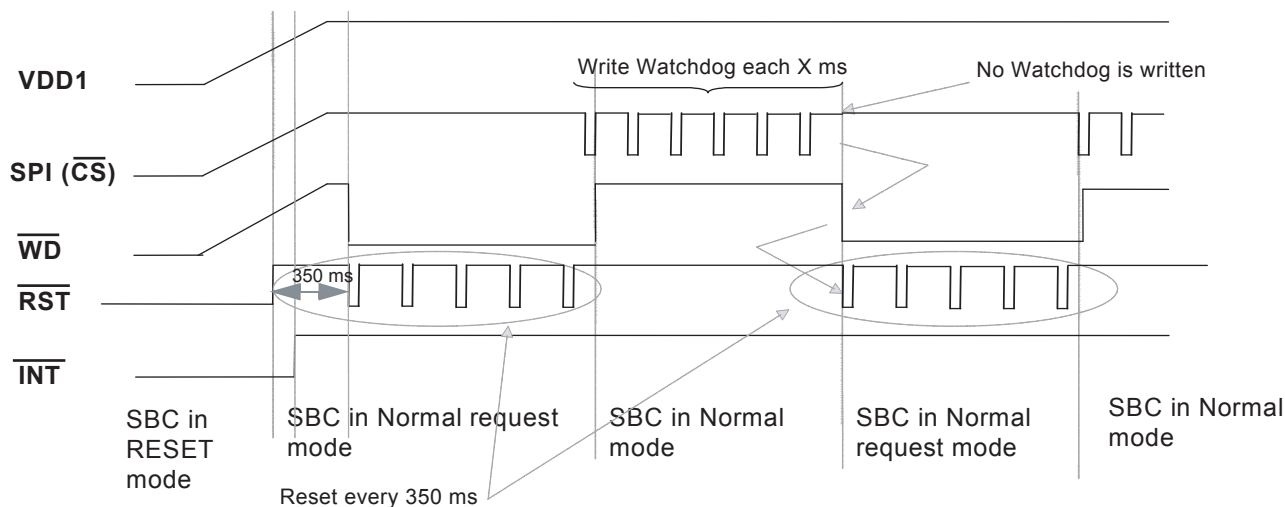 VDD1
SPI (CS)
WD
RST
INT
Write Watchdog each X ms
No Watchdog is written
350 ms
SBC in
RESET
mode
SBC in Normal request
mode
SBC in Normal
mode
SBC in Normal
request mode
SBC in Normal
mode
Reset every 350 ms